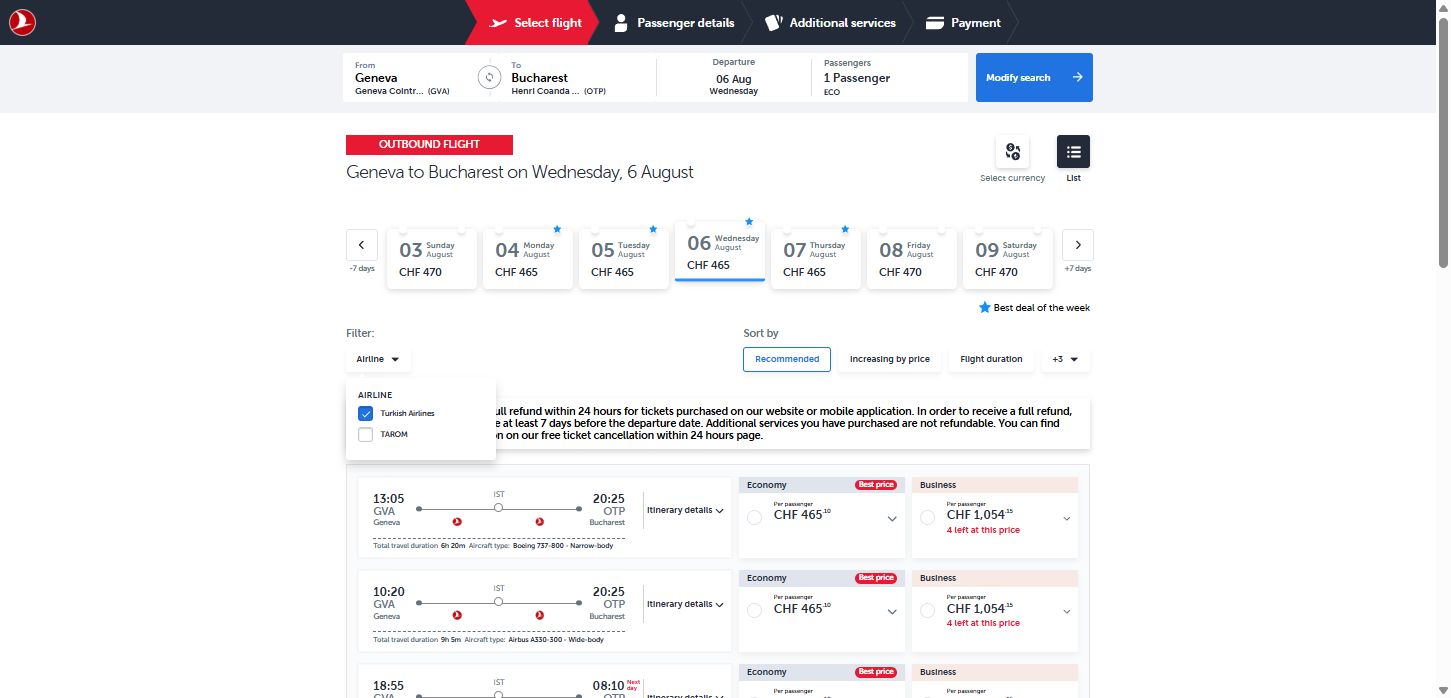 Select flight
Passenger details
Additional services
Payment
From
Geneva
Geneva Cointr... (GVA)
To
Bucharest
Henri Coanda ... (OTP)
Departure
06 Aug
Wednesday
Passengers
1 Passenger
ECO
Modify search
OUTBOUND FLIGHT
Geneva to Bucharest on Wednesday, 6 August
Select currency
List
-7 days
03 Sunday August
CHF 470
04 Monday August
CHF 465
05 Tuesday August
CHF 465
06 Wednesday August
CHF 465
07 Thursday August
CHF 465
08 Friday August
CHF 470
09 Saturday August
CHF 470
+7 days
Best deal of the week
Filter:
Sort by
Airline
Recommended
Increasing by price
Flight duration
+3
AIRLINE
Turkish Airlines
TAROM
ull refund within 24 hours for tickets purchased on our website or mobile application. In order to receive a full refund,
e at least 7 days before the departure date. Additional services you have purchased are not refundable. You can find
on on our free ticket cancellation within 24 hours page.
13:05
GVA
Geneva
IST
20:25
OTP
Bucharest
Itinerary details
Total travel duration 6h 20m Aircraft type: Boeing 737-800 - Narrow-body
Economy
Best price
Per passenger
CHF 465.10
Business
Per passenger
CHF 1,054.15
4 left at this price
10:20
GVA
Geneva
IST
20:25
OTP
Bucharest
Itinerary details
Total travel duration 9h 5m Aircraft type: Airbus A330-300 - Wide-body
Economy
Best price
Per passenger
CHF 465.10
Business
Per passenger
CHF 1,054.15
4 left at this price
18:55
GVA
IST
08:10 Next day
OTP
Itinerary details
Economy
Best price
Per passenger
Business
Per passenger